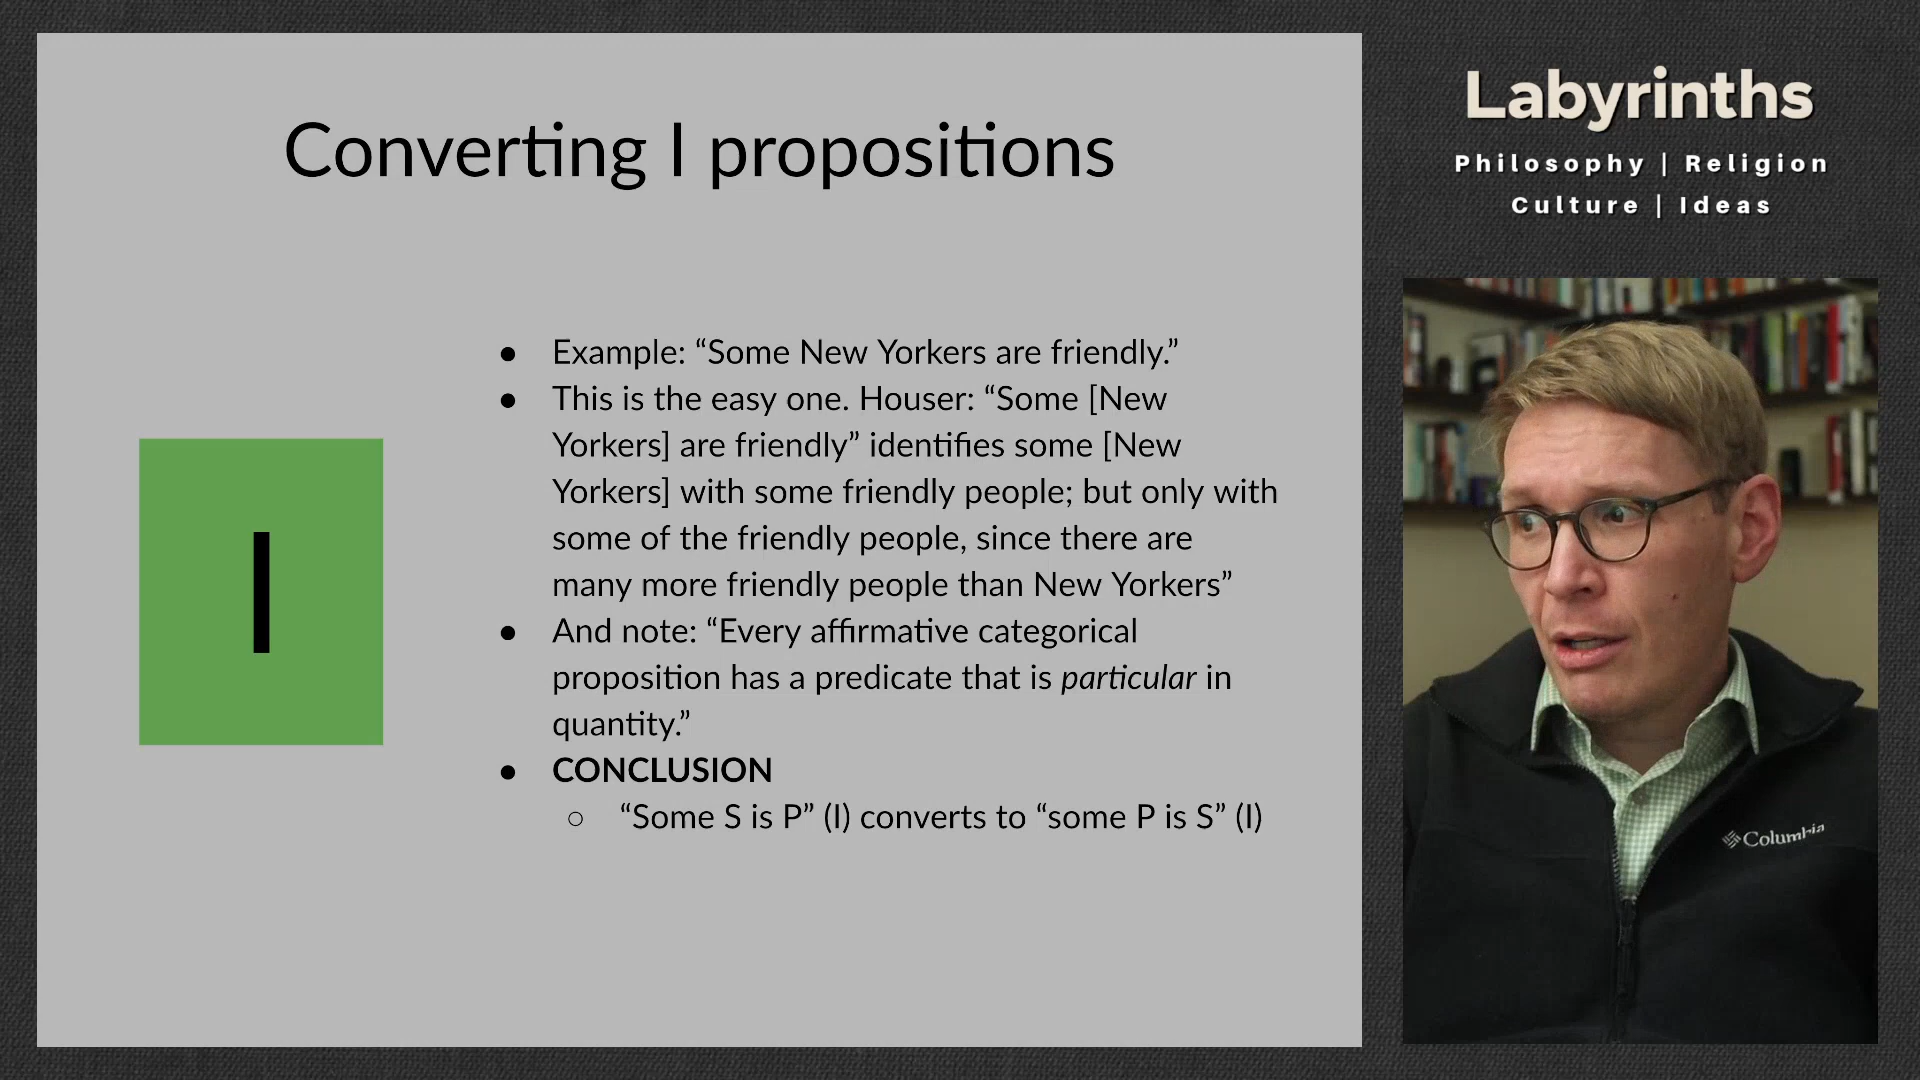 Converting I propositions
I
● Example: “Some New Yorkers are friendly.”
● This is the easy one. Houser: “Some [New
Yorkers] are friendly” identifies some [New
Yorkers] with some friendly people; but only with
some of the friendly people, since there are
many more friendly people than New Yorkers”
● And note: “Every affirmative categorical
proposition has a predicate that is particular in
quantity.”
● CONCLUSION
○ “Some S is P” (I) converts to “some P is S” (I)
Labyrinths
Philosophy | Religion
Culture | Ideas
Columbia